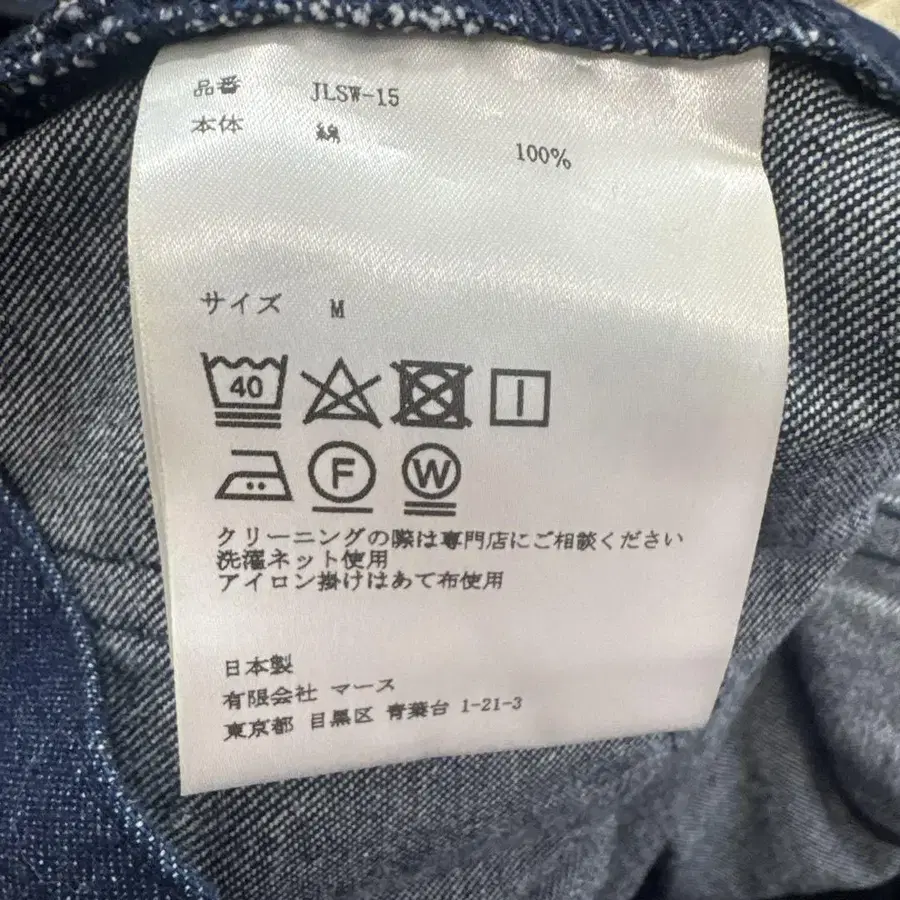 品番 JLSW-15
本体 綿 100%
サイズ M
40
F W
クリーニングの際は専門店にご相談ください
洗濯ネット使用
アイロン掛けはあて布使用
日本製
有限会社 マース
東京都 目黒区 青葉台 1-21-3